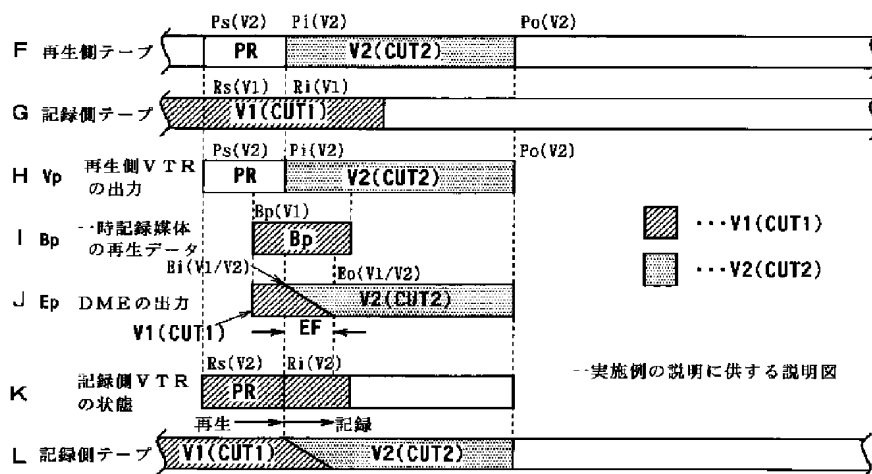 Ps(V2) Pi(V2) Po(V2)
F 再生側テープ PR V2(CUT2)
Rs(V1) Ri(V1)
G 記録側テープ V1(CUT1)
Ps(V2) Pi(V2) Po(V2)
H Vp 再生側VTR
の出力 PR V2(CUT2)
Bp(V1)
I Bp 一時記録媒体
の再生データ Bp
Ei(V1/V2) Eo(V1/V2)
J Ep DMEの出力 V2(CUT2)
V1(CUT1) EF
Rs(V2) Ri(V2)
K 記録側VTR
の状態 PR
再生 記録
L 記録側テープ V1(CUT1) V2(CUT2)
・・・V1(CUT1)
・・・V2(CUT2)
一実施例の説明に供する説明図